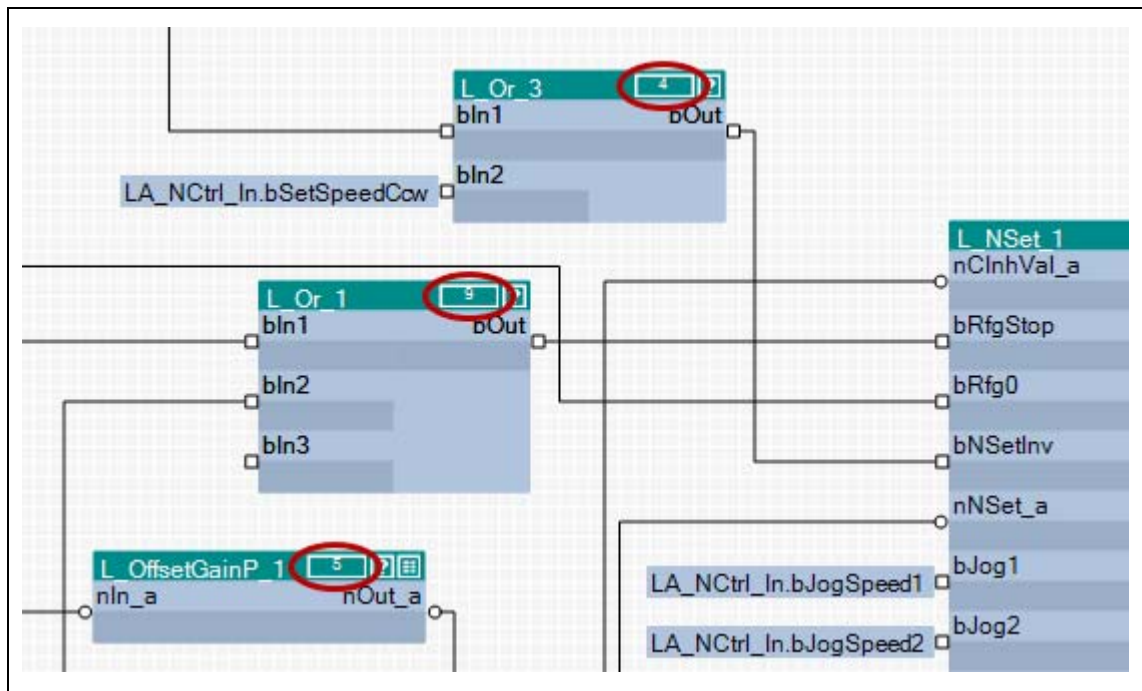 L_Or_3 4 ?
bIn1 bOut
bIn2
LA_NCtrl_In.bSetSpeedCcw
L_NSet_1
nCInhVal_a
L_Or_1 9 ?
bIn1 bOut
bRfgStop
bIn2
bRfg0
bIn3
bNSetInv
nNSet_a
L_OffsetGainP_1 5 ?
nIn_a nOut_a
bJog1
LA_NCtrl_In.bJogSpeed1
bJog2
LA_NCtrl_In.bJogSpeed2